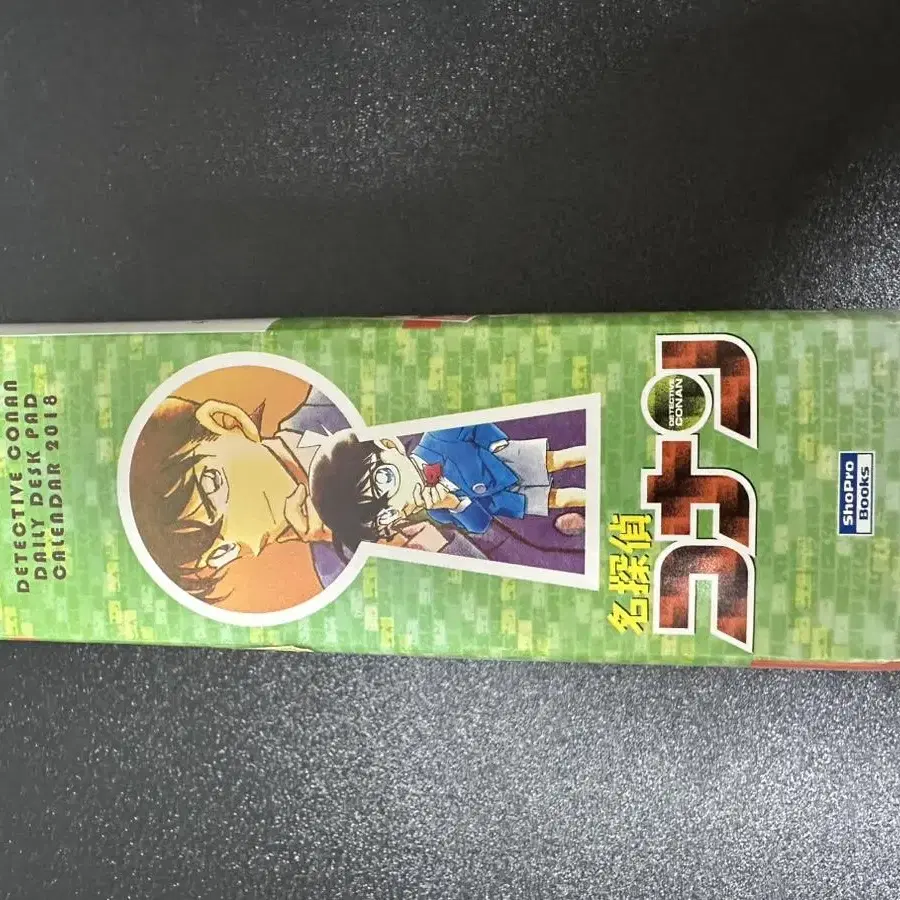 DETECTIVE CONAN
DAILY DESK PAD
CALENDAR 2018
名探偵
コナン
DETECTIVE
CONAN
ShoPro
Books